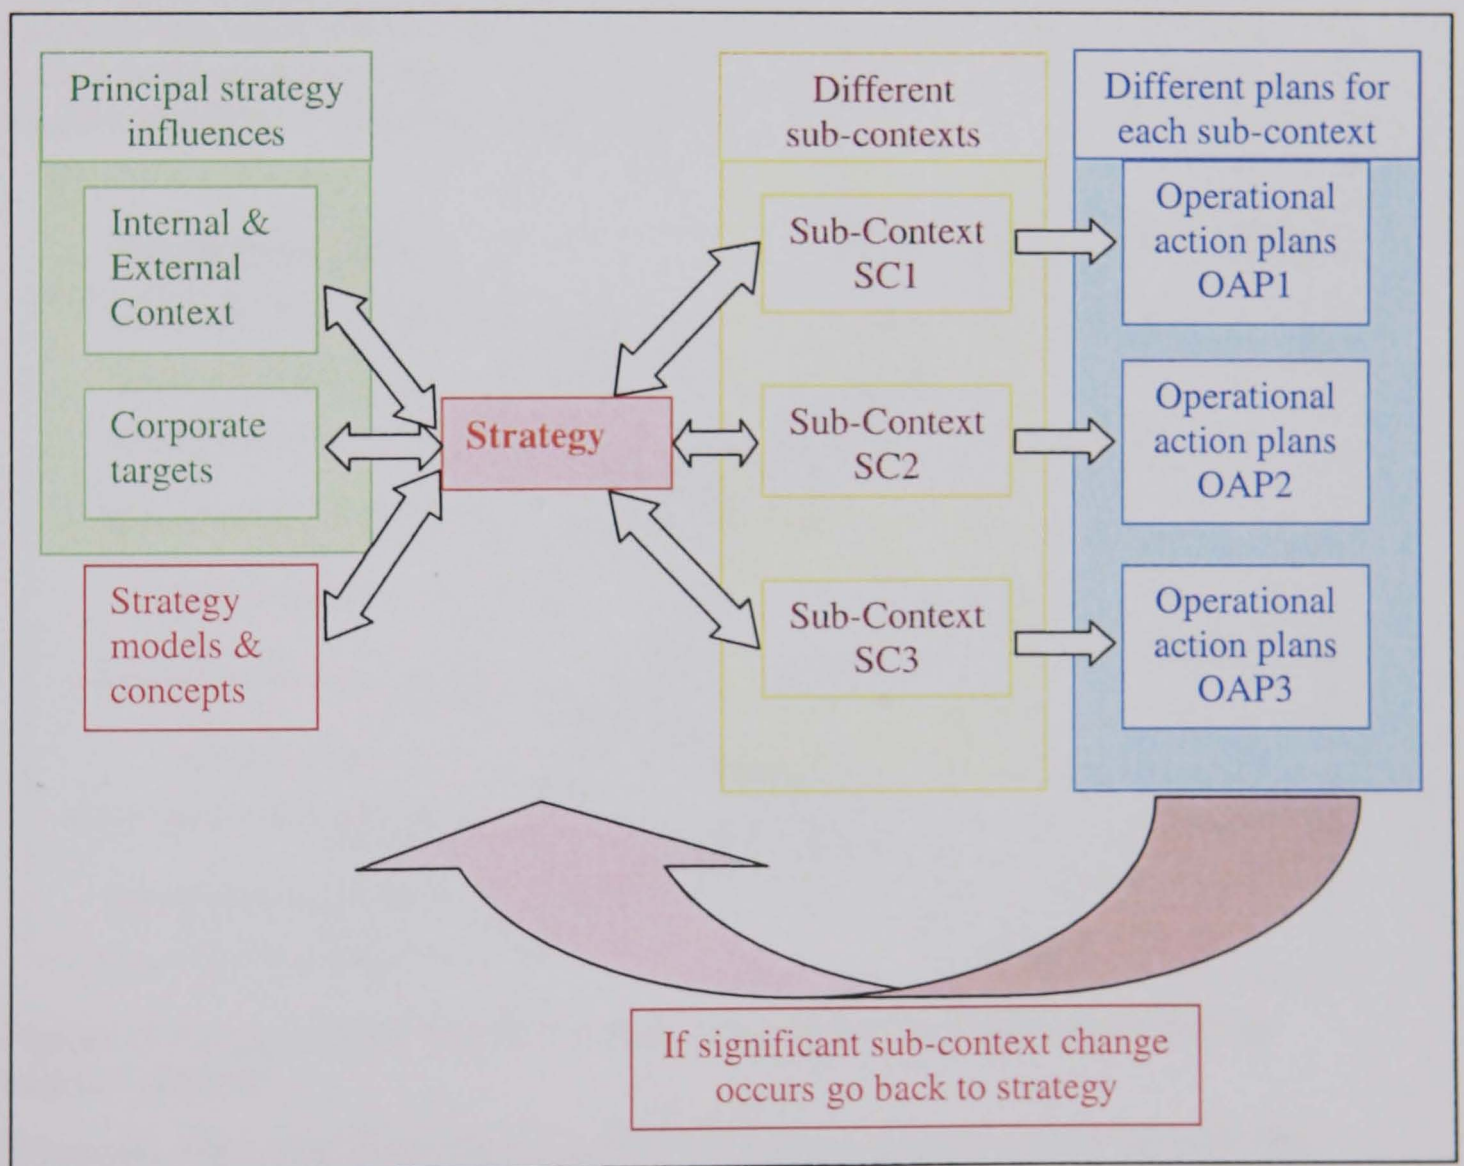 Principal strategy
influences
Internal &
External
Context
Corporate
targets
Strategy
models &
concepts
Strategy
Different
sub-contexts
Sub-Context
SC1
Sub-Context
SC2
Sub-Context
SC3
Different plans for
each sub-context
Operational
action plans
OAP1
Operational
action plans
OAP2
Operational
action plans
OAP3
If significant sub-context change
occurs go back to strategy